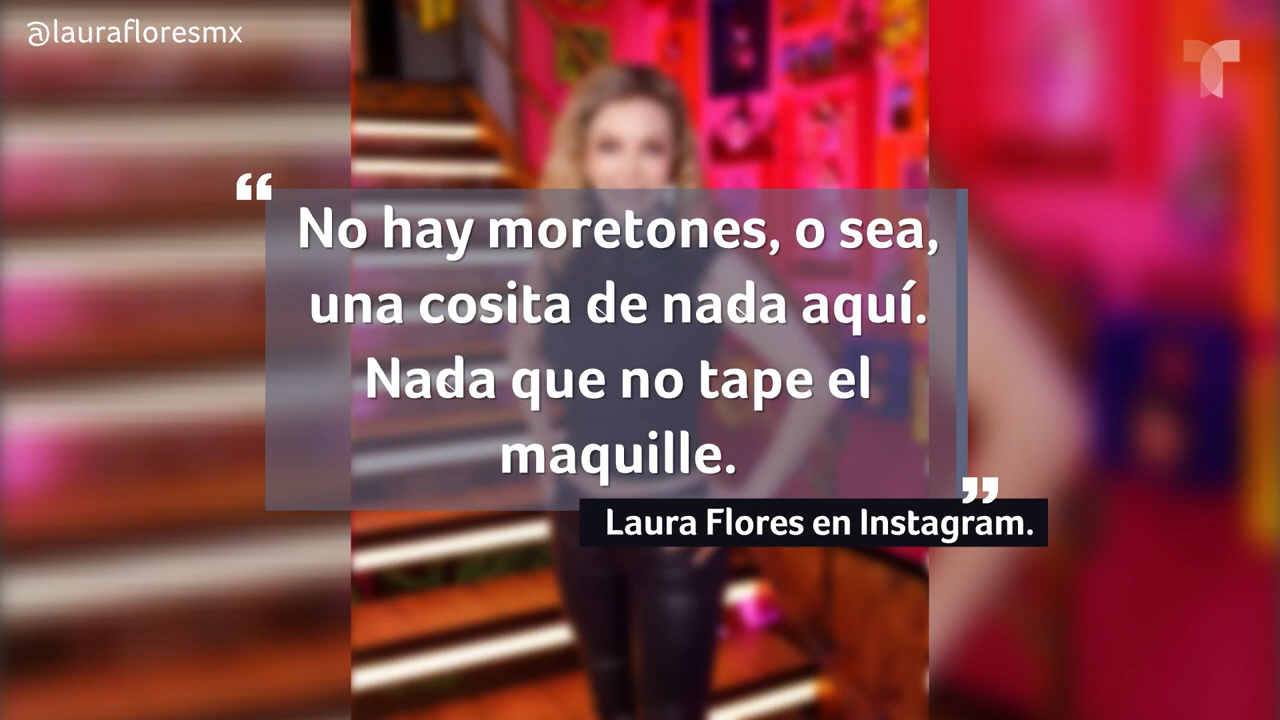 @laurafloresmx
“
No hay moretones, o sea,
una cosita de nada aquí.
Nada que no tape el
maquille.
”
Laura Flores en Instagram.